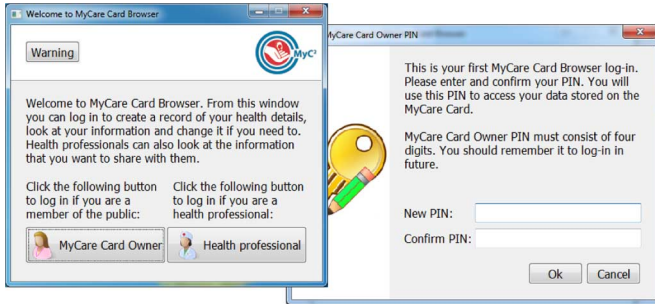 Welcome to MyCare Card Browser
Warning
MyC²
Welcome to MyCare Card Browser. From this window
you can log in to create a record of your health details,
look at your information and change it if you need to.
Health professionals can also look at the information
that you want to share with them.
Click the following button
to log in if you are a
member of the public:
Click the following button
to log in if you are a
health professional:
MyCare Card Owner
Health professional
MyCare Card Owner PIN
This is your first MyCare Card Browser log-in.
Please enter and confirm your PIN. You will
use this PIN to access your data stored on the
MyCare Card.
MyCare Card Owner PIN must consist of four
digits. You should remember it to log-in in
future.
New PIN:
Confirm PIN:
Ok
Cancel